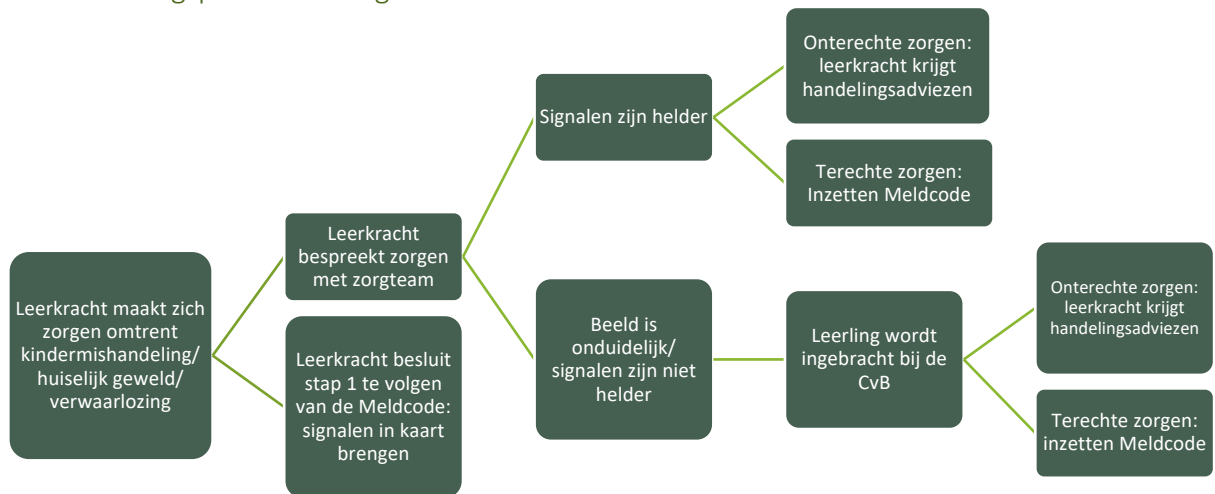 Onterechte zorgen:
leerkracht krijgt
handelingsadviezen
Signalen zijn helder
Terechte zorgen:
Inzetten Meldcode
Leerkracht
bespreekt zorgen
met zorgteam
Leerkracht maakt zich
zorgen omtrent
kindermishandeling/
huiselijk geweld/
verwaarlozing
Leerkracht besluit
stap 1 te volgen
van de Meldcode:
signalen in kaart
brengen
Beeld is
onduidelijk/
signalen zijn niet
helder
Leerling wordt
ingebracht bij de
CvB
Onterechte zorgen:
leerkracht krijgt
handelingsadviezen
Terechte zorgen:
inzetten Meldcode